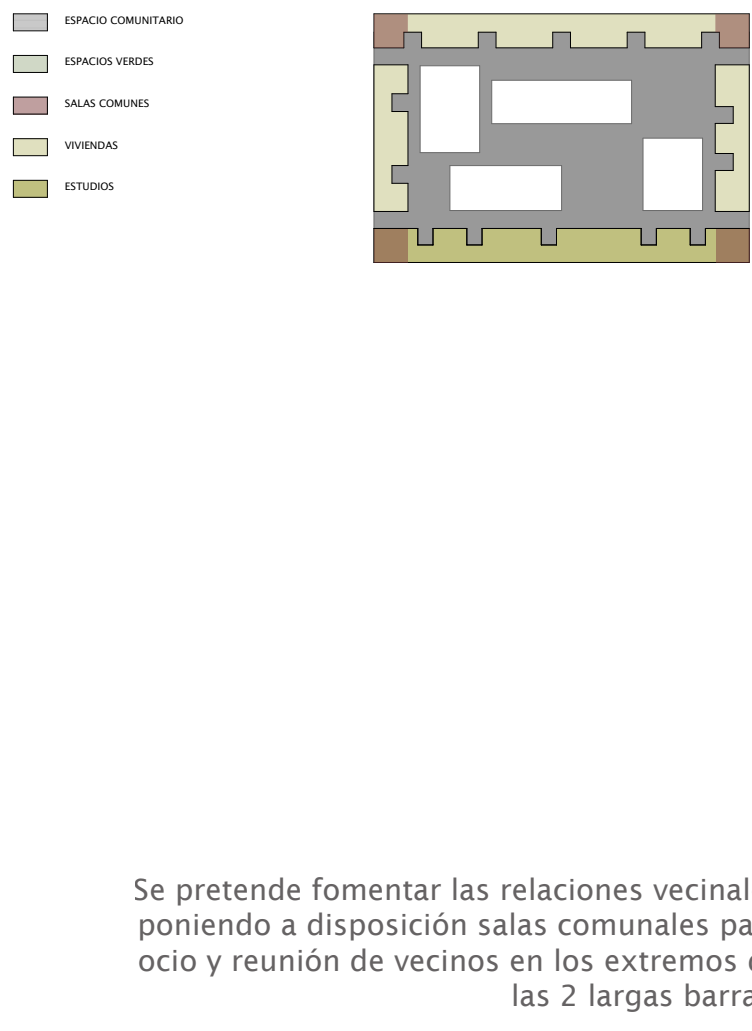 ESPACIO COMUNITARIO
ESPACIOS VERDES
SALAS COMUNES
VIVIENDAS
ESTUDIOS
Se pretende fomentar las relaciones vecinal
poniendo a disposición salas comunales pa
ocio y reunión de vecinos en los extremos
las 2 largas barra